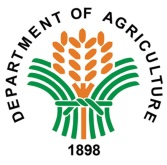 DEPARTMENT OF AGRICULTURE
1898